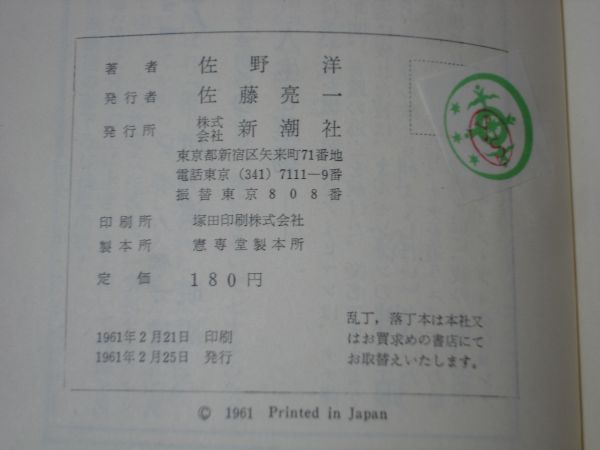 著者 佐野洋
発行者 佐藤亮一
発行所 株式会社 新潮社
東京都新宿区矢来町71番地
電話東京 (341) 7111―9番
振替東京808番
印刷所 塚田印刷株式会社
製本所 憲専堂製本所
定価 180円
1961年2月21日 印刷
1961年2月25日 発行
乱丁，落丁本は本社又
はお買求めの書店にて
お取替えいたします。
© 1961 Printed in Japan